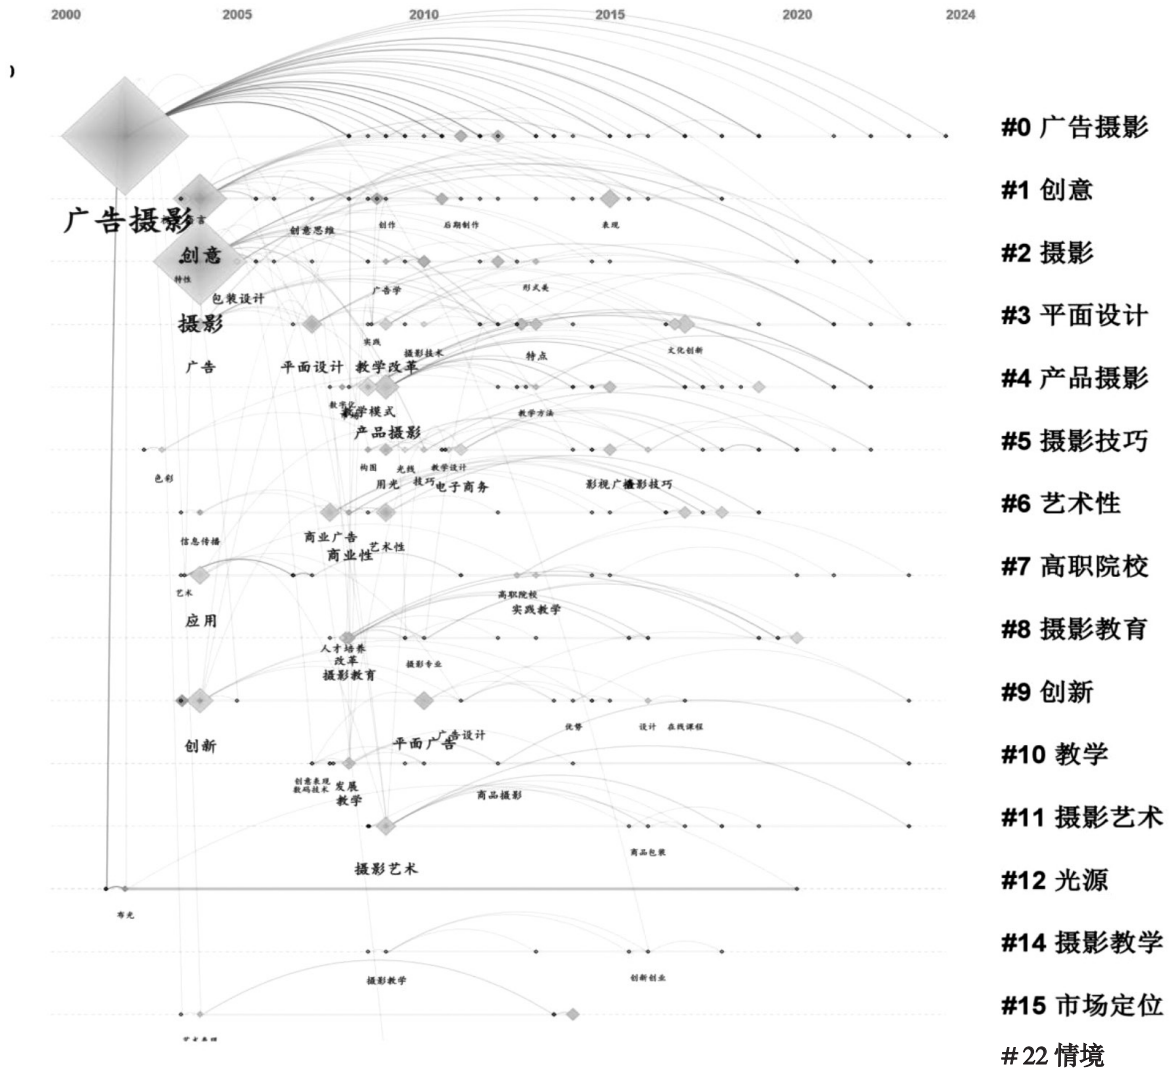 2000 2005 2010 2015 2020 2024
#0 广告摄影
#1 创意
广告摄影
创意思维 创作 后期制作 表现
创意
#2 摄影
特性
包装设计 广告学 形式美
#3 平面设计
摄影
实践
摄影技术 特点 文化创新
广告 平面设计 教学改革
#4 产品摄影
数字化
教学模式 教学方法
产品摄影
#5 摄影技巧
色彩 构图 光线 教学设计
用光 技巧 电子商务 影视广告 摄影技巧
#6 艺术性
信息传播 商业广告
商业性 艺术性
#7 高职院校
艺术 高职院校
应用 实践教学
#8 摄影教育
人才培养
改革 摄影专业
摄影教育
#9 创新
优势 设计 在线课程
创新 平面广告 广告设计
#10 教学
创意表现
数码技术 发展
教学 商品摄影
#11 摄影艺术
商品包装
摄影艺术
#12 光源
布光
#14 摄影教学
摄影教学 创新创业
#15 市场定位
#22 情境